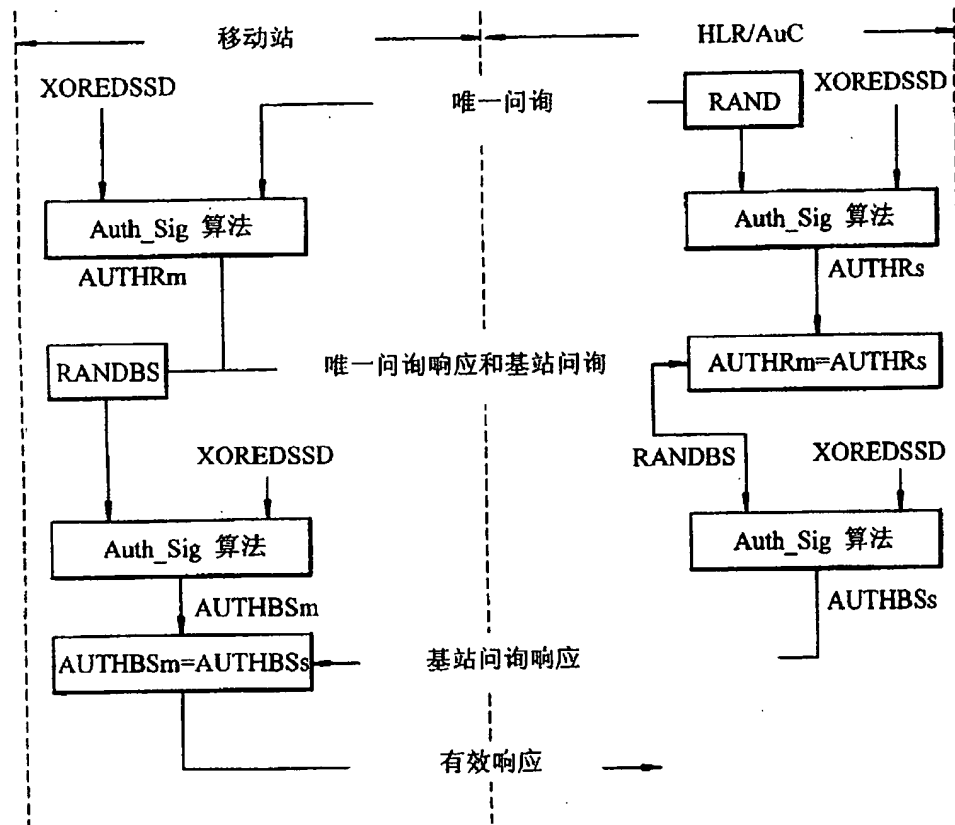 移动站
HLR/AuC
XOREDSSD
唯一问询
RAND
XOREDSSD
Auth_Sig 算法
Auth_Sig 算法
AUTHRm
AUTHRs
RANDBS
唯一问询响应和基站问询
AUTHRm=AUTHRs
XOREDSSD
RANDBS
XOREDSSD
Auth_Sig 算法
Auth_Sig 算法
AUTHBSm
AUTHBSs
AUTHBSm=AUTHBSs
基站问询响应
有效响应